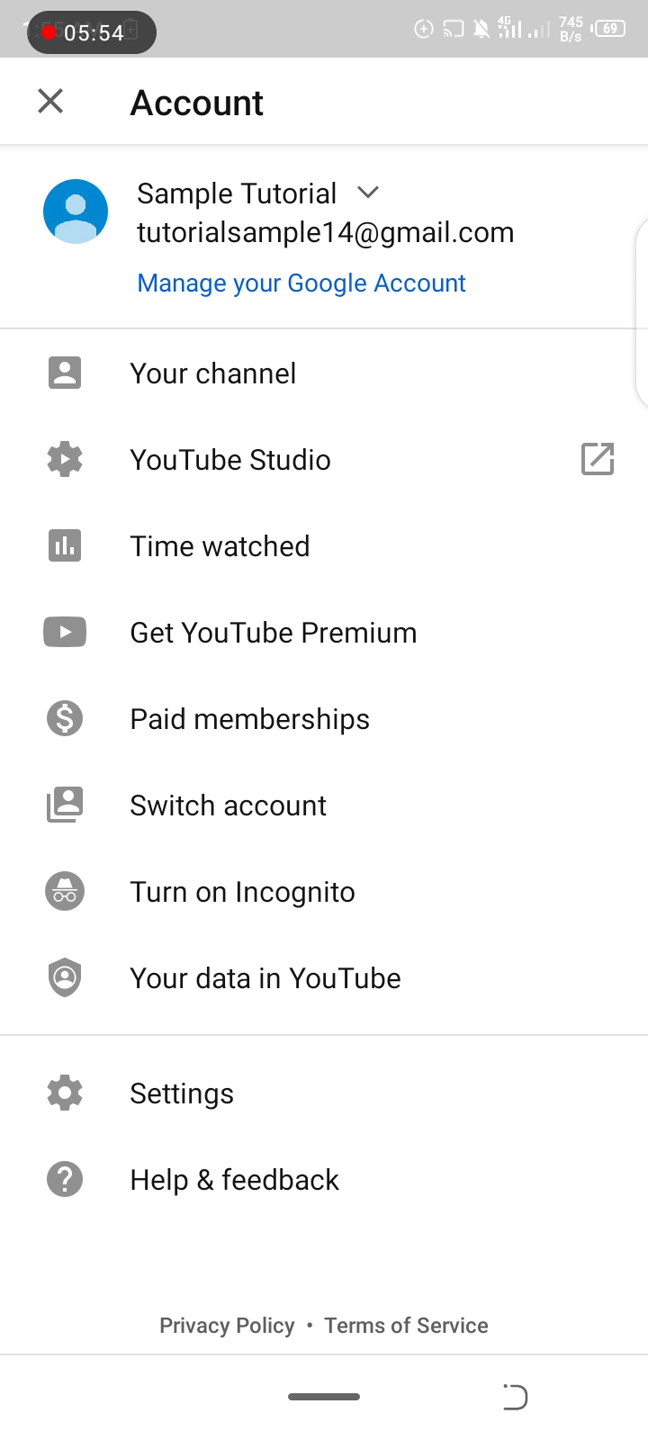 05:54
4G
745
B/s
69
Account
Sample Tutorial
tutorialsample14@gmail.com
Manage your Google Account
Your channel
YouTube Studio
Time watched
Get YouTube Premium
Paid memberships
Switch account
Turn on Incognito
Your data in YouTube
Settings
Help & feedback
Privacy Policy • Terms of Service